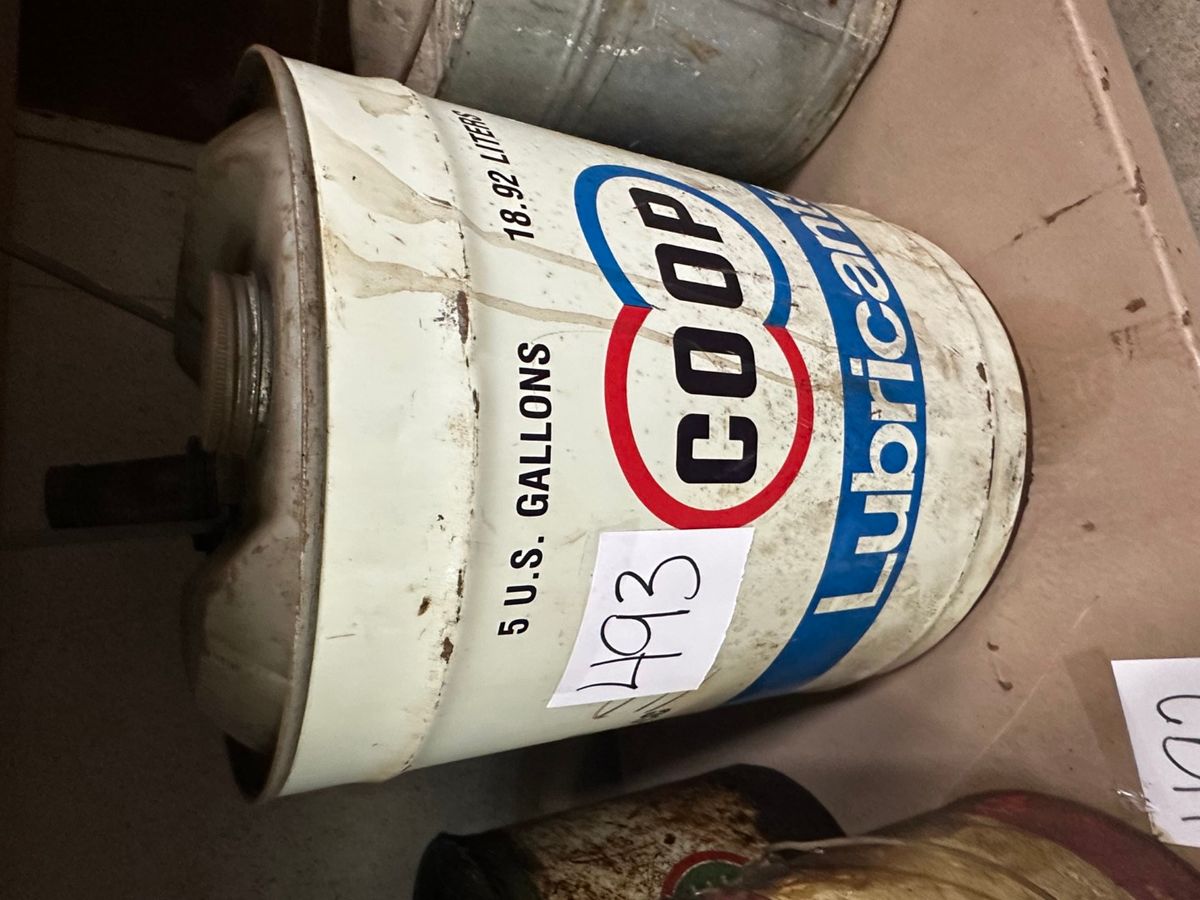 5 U.S. GALLONS 18.92 LITERS
COOP
Lubricants
493